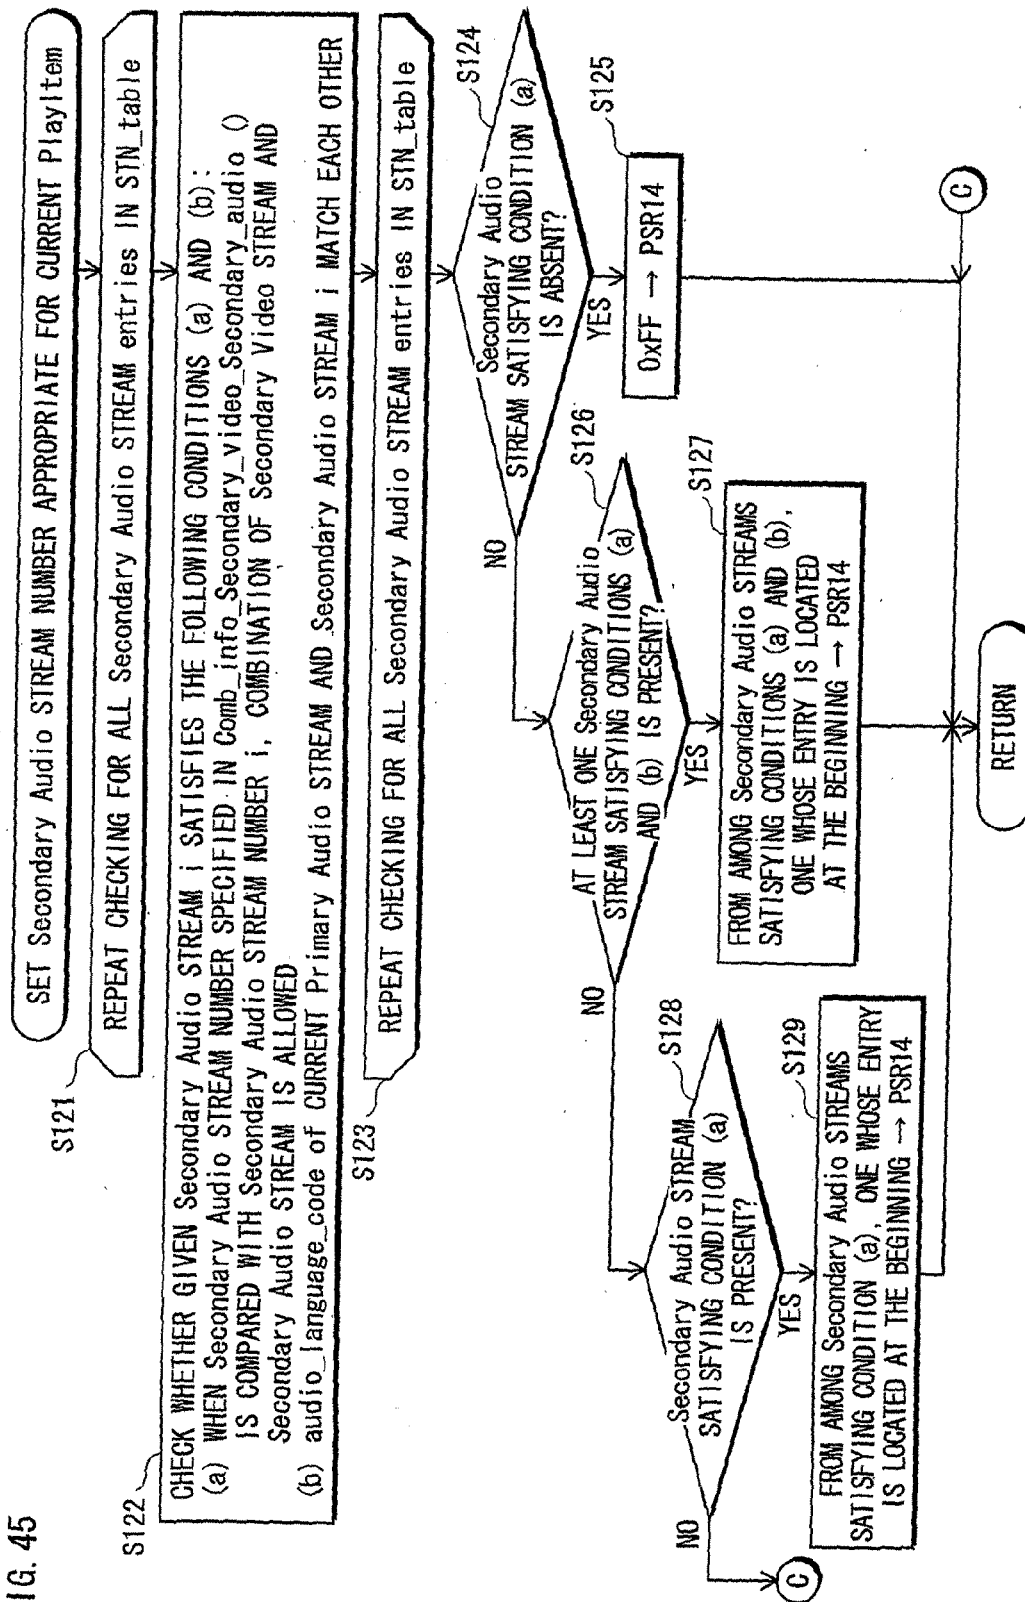 IG. 45
SET Secondary Audio STREAM NUMBER APPROPRIATE FOR CURRENT PlayItem
S121
REPEAT CHECKING FOR ALL Secondary Audio STREAM entries IN STN_table
S122
CHECK WHETHER GIVEN Secondary Audio STREAM i SATISFIES THE FOLLOWING CONDITIONS (a) AND (b):
(a) WHEN Secondary Audio STREAM NUMBER SPECIFIED IN Comb_info_Secondary_video_Secondary_audio ()
IS COMPARED WITH Secondary Audio STREAM NUMBER i, COMBINATION OF Secondary Video STREAM AND
Secondary Audio STREAM IS ALLOWED
(b) audio_language_code of CURRENT Primary Audio STREAM AND Secondary Audio STREAM i MATCH EACH OTHER
S123
REPEAT CHECKING FOR ALL Secondary Audio STREAM entries IN STN_table
S124
Secondary Audio
STREAM SATISFYING CONDITION (a)
IS ABSENT?
NO
YES
S125
0xFF → PSR14
S126
AT LEAST ONE Secondary Audio
STREAM SATISFYING CONDITIONS (a)
AND (b) IS PRESENT?
NO
YES
S127
FROM AMONG Secondary Audio STREAMS
SATISFYING CONDITIONS (a) AND (b),
ONE WHOSE ENTRY IS LOCATED
AT THE BEGINNING → PSR14
S128
Secondary Audio STREAM
SATISFYING CONDITION (a)
IS PRESENT?
NO
YES
S129
FROM AMONG Secondary Audio STREAMS
SATISFYING CONDITION (a), ONE WHOSE ENTRY
IS LOCATED AT THE BEGINNING → PSR14
C
C
RETURN